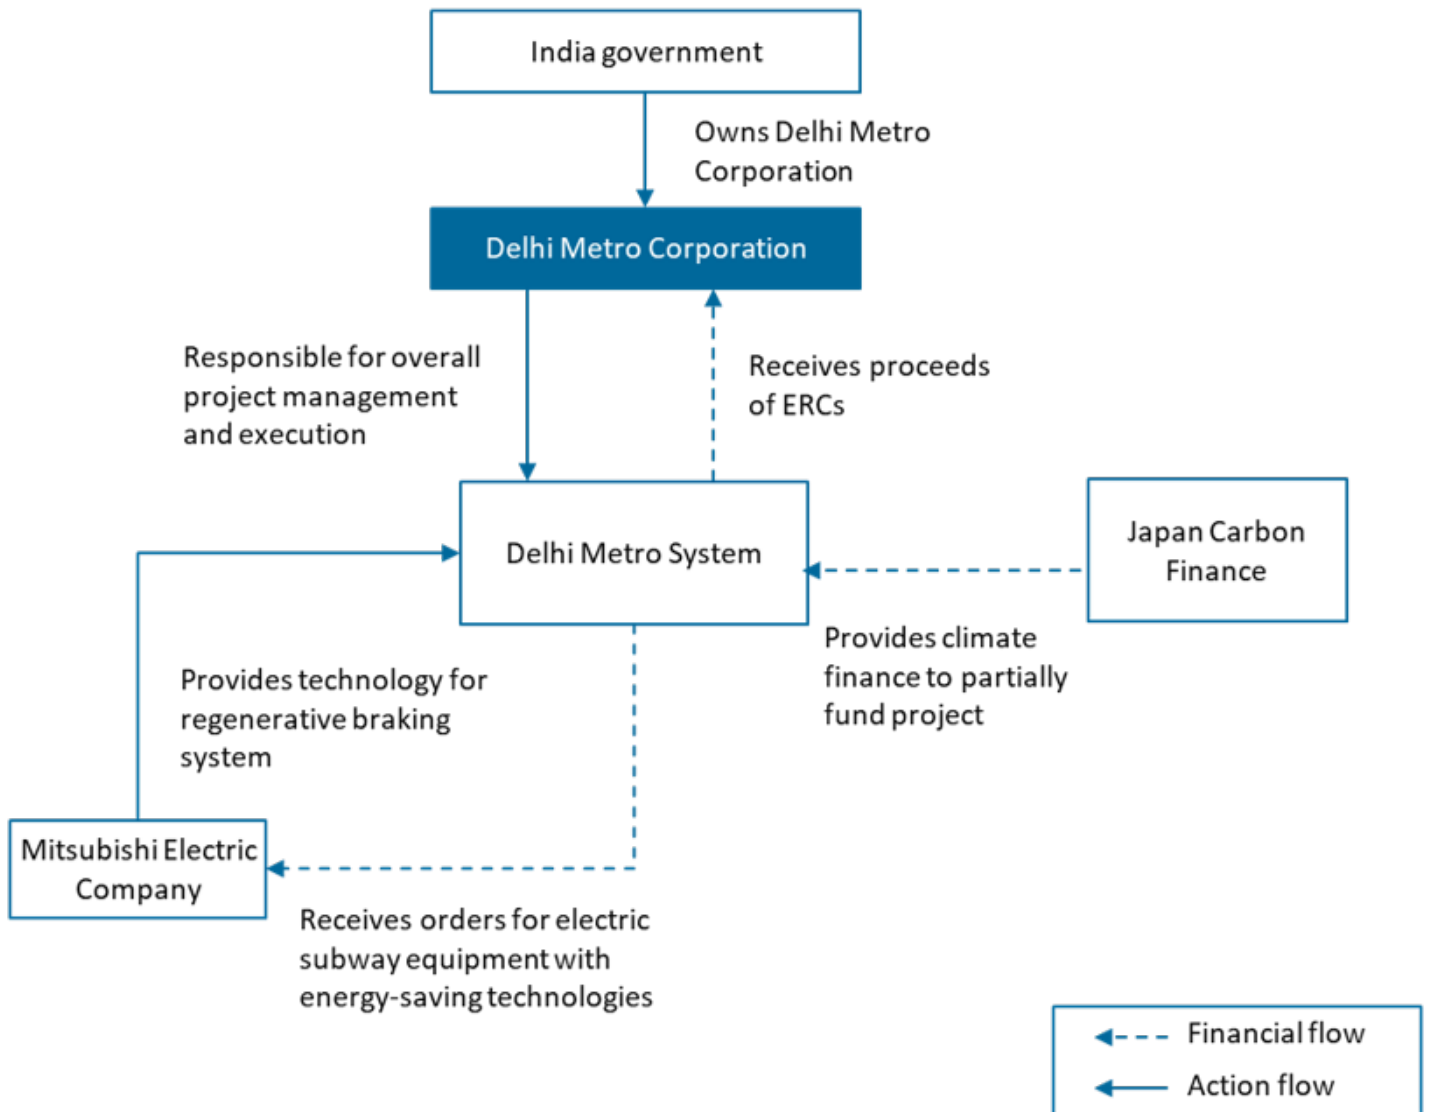 India government
Owns Delhi Metro
Corporation
Delhi Metro Corporation
Responsible for overall
project management
and execution
Receives proceeds
of ERCs
Delhi Metro System
Japan Carbon
Finance
Provides climate
finance to partially
fund project
Provides technology for
regenerative braking
system
Mitsubishi Electric
Company
Receives orders for electric
subway equipment with
energy-saving technologies
Financial flow
Action flow